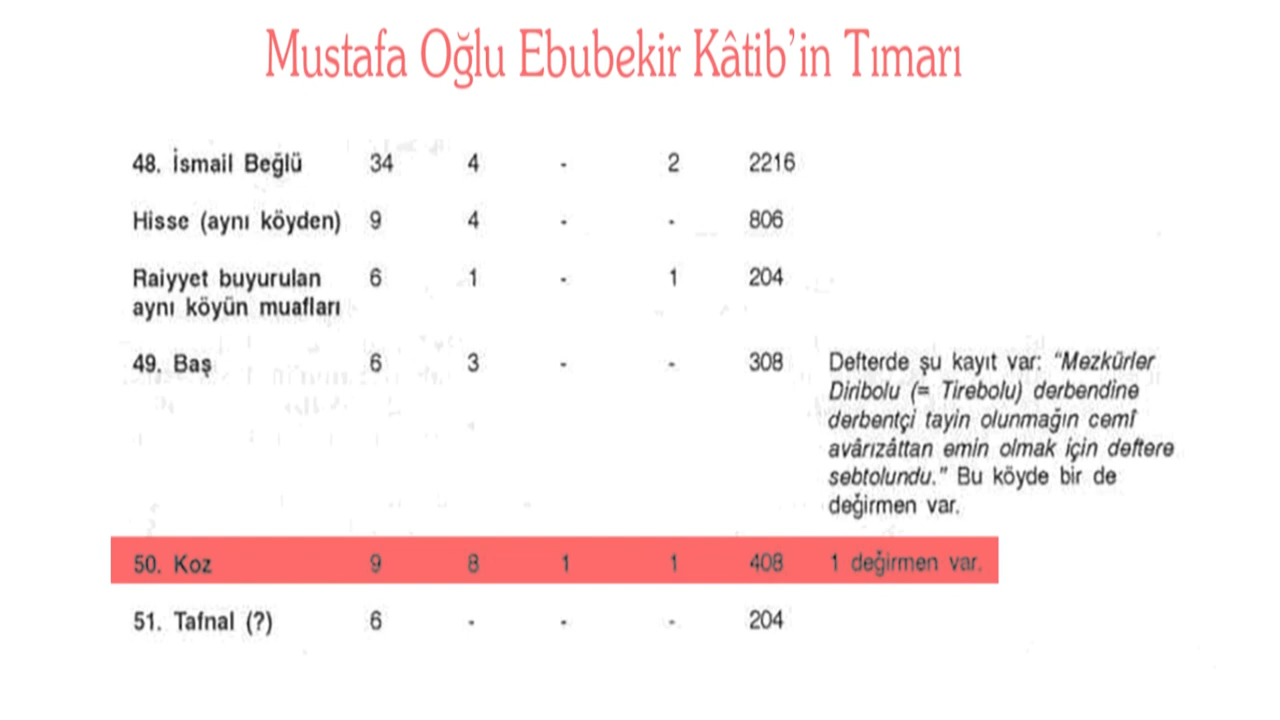 Mustafa Oğlu Ebubekir Kâtib'in Tımarı
48. İsmail Beğlü 34 4 - 2 2216
Hisse (aynı köyden) 9 4 - - 806
Raiyyet buyurulan 6 1 - 1 204
aynı köyün muafları
49. Baş 6 3 - - 308 Defterde şu kayıt var: "Mezkûrler
Diribolu (= Tirebolu) derbendine
derbentçi tayin olunmağın cemî
avârızâttan emin olmak için deftere
sebtolundu." Bu köyde bir de
değirmen var.
50. Koz 9 8 1 1 408 1 değirmen var.
51. Tafnal (?) 6 - - - 204